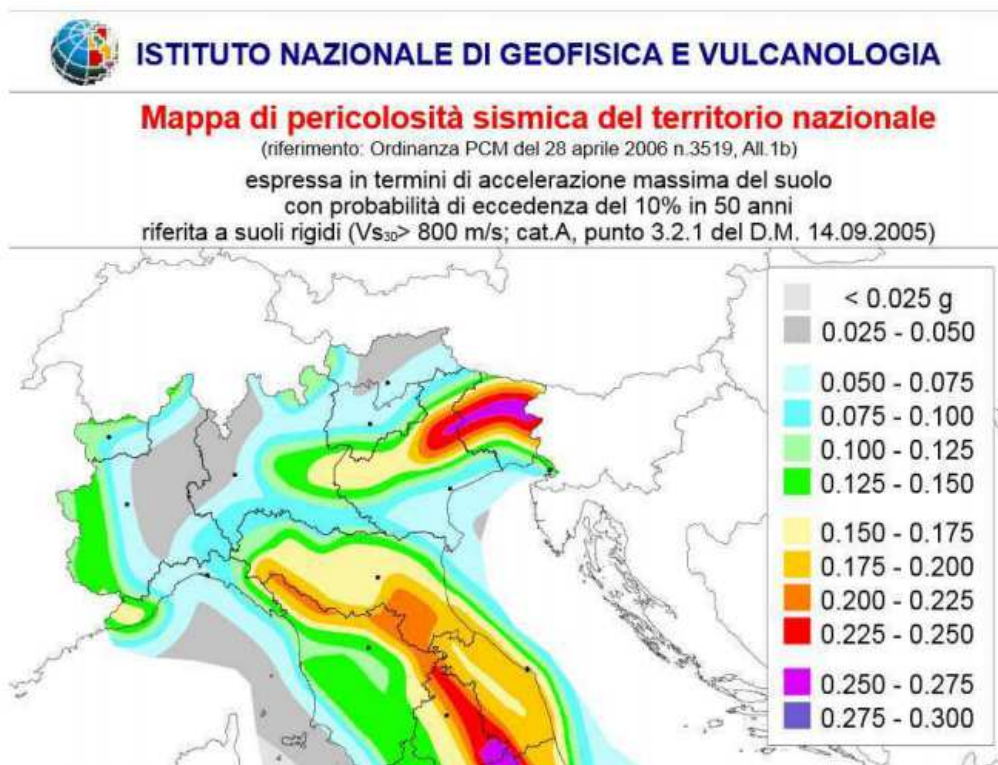 ISTITUTO NAZIONALE DI GEOFISICA E VULCANOLOGIA
Mappa di pericolosità sismica del territorio nazionale
(riferimento: Ordinanza PCM del 28 aprile 2006 n.3519, All.1b)
espressa in termini di accelerazione massima del suolo
con probabilità di eccedenza del 10% in 50 anni
riferita a suoli rigidi (Vs₃₀> 800 m/s; cat.A, punto 3.2.1 del D.M. 14.09.2005)
< 0.025 g
0.025 - 0.050
0.050 - 0.075
0.075 - 0.100
0.100 - 0.125
0.125 - 0.150
0.150 - 0.175
0.175 - 0.200
0.200 - 0.225
0.225 - 0.250
0.250 - 0.275
0.275 - 0.300